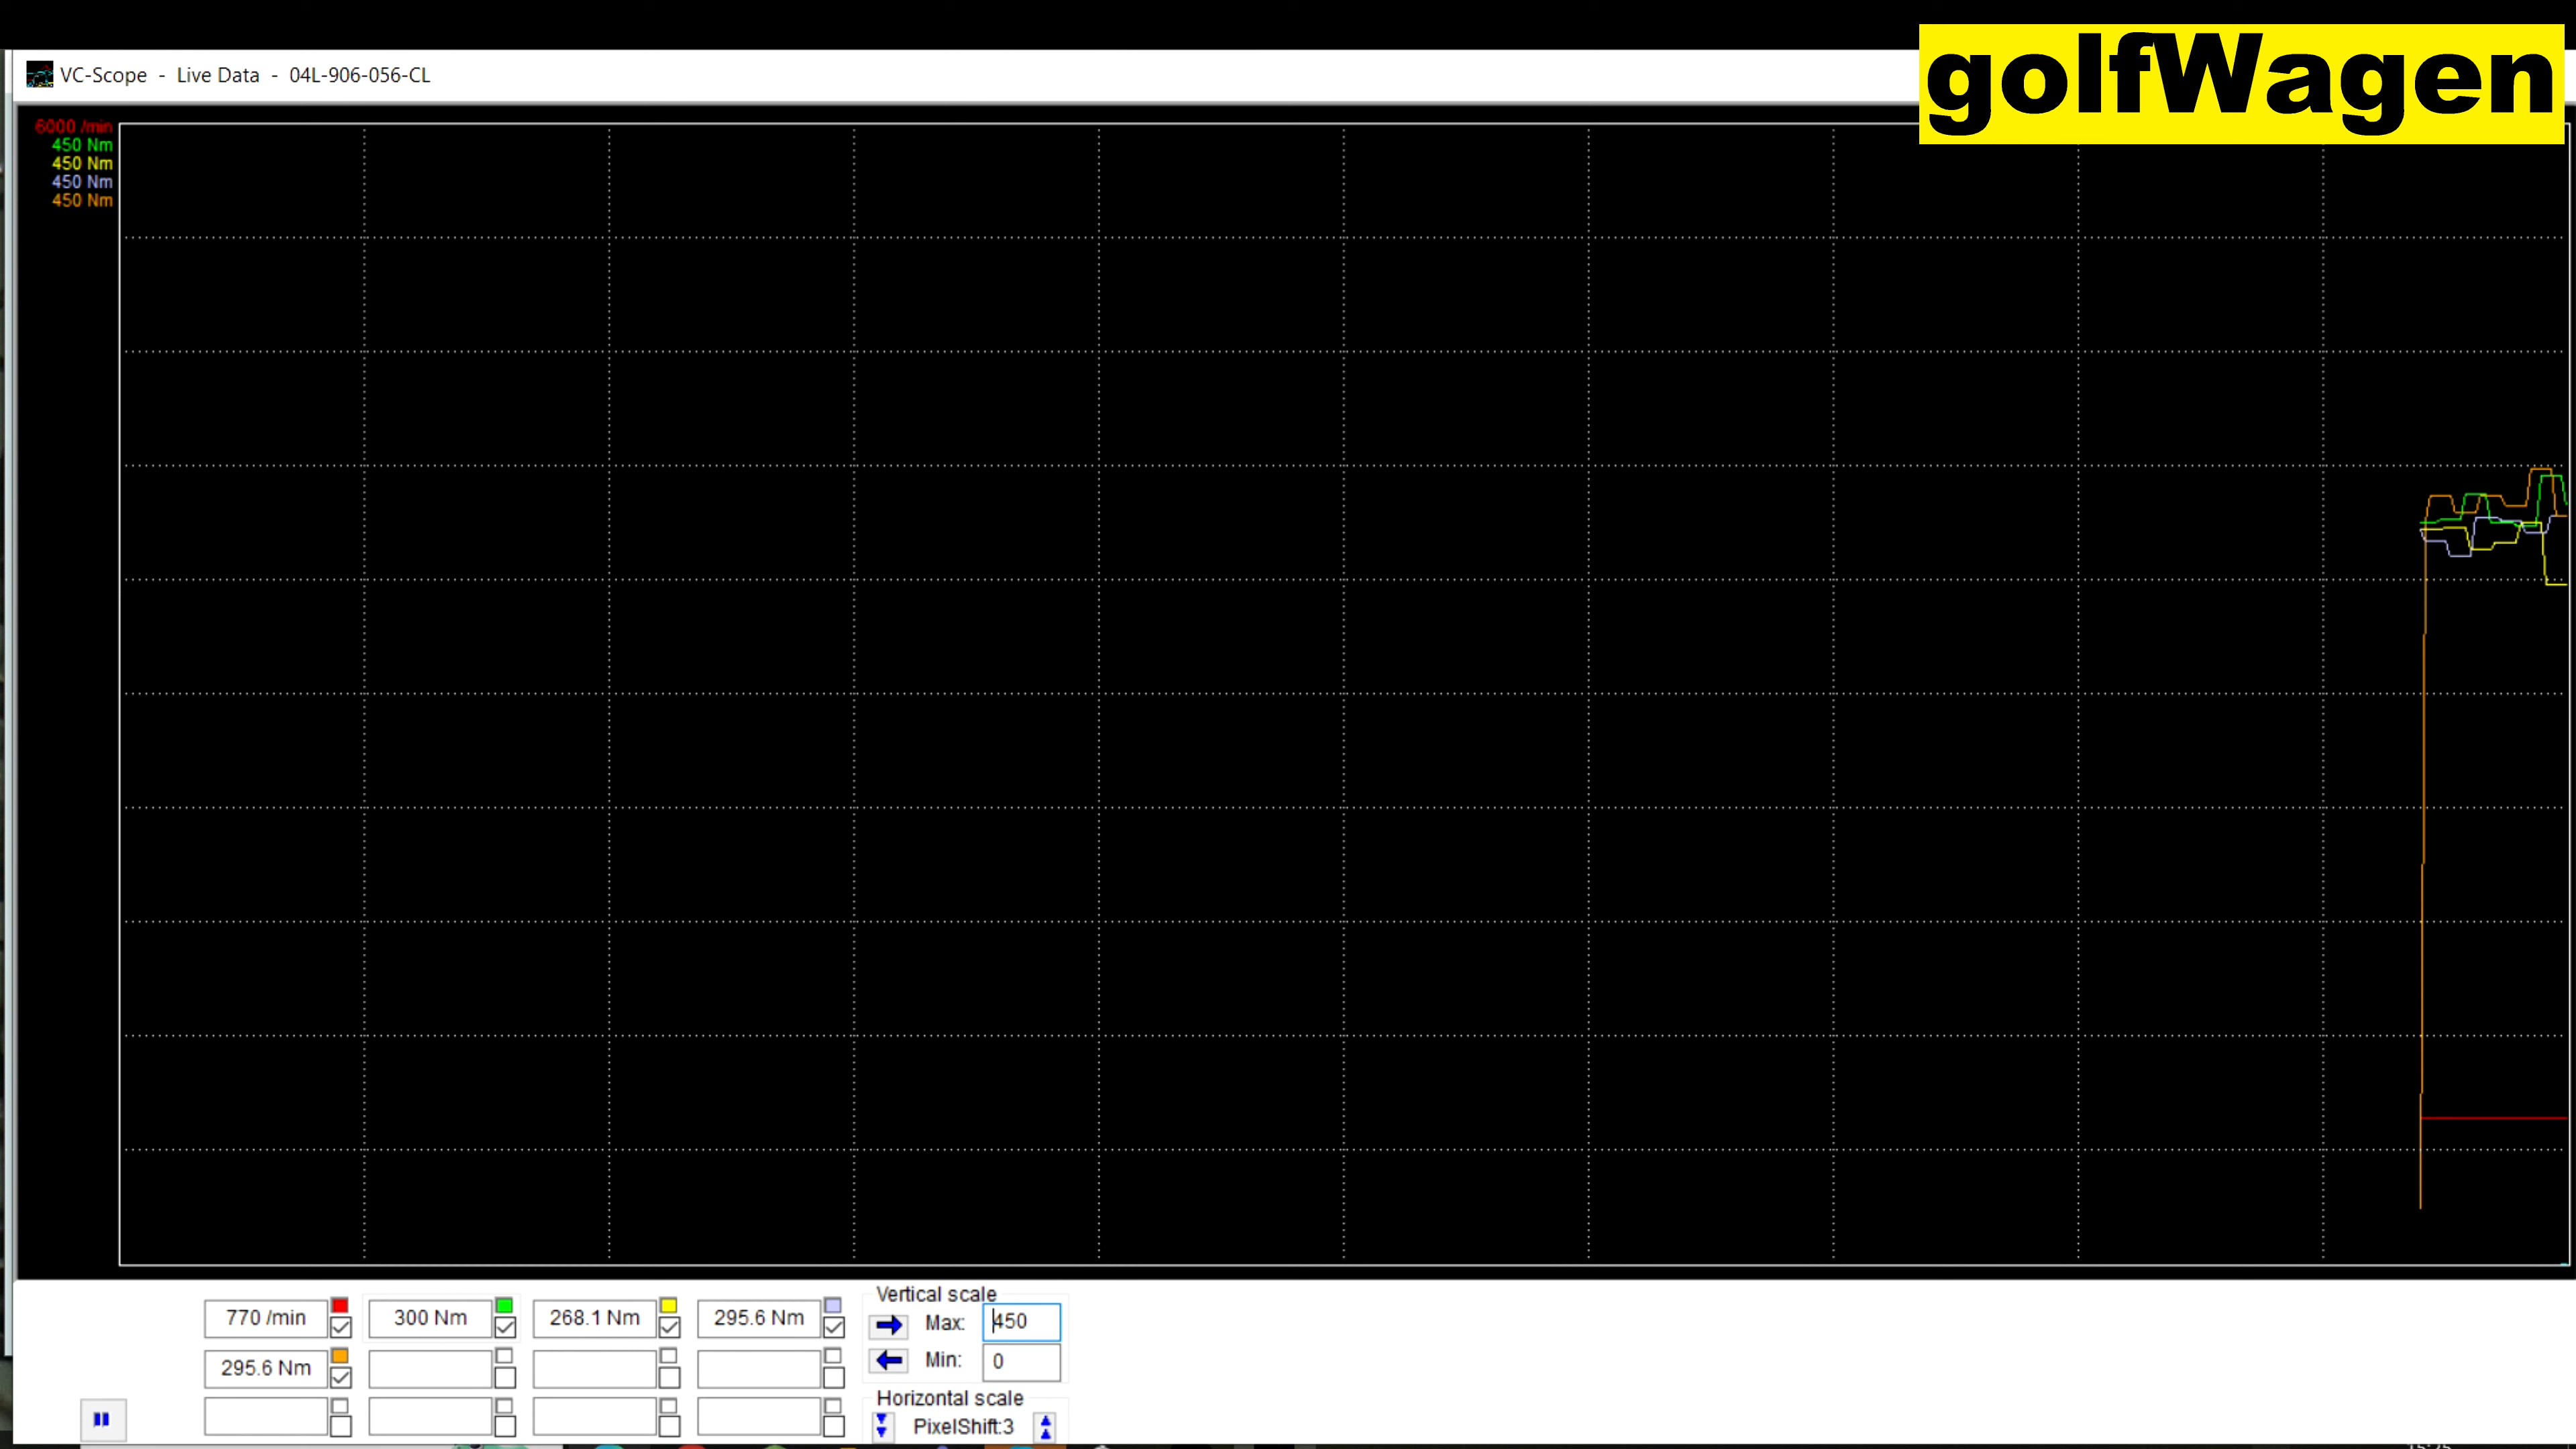 golfWagen
VC-Scope - Live Data - 04L-906-056-CL
6000 /min
450 Nm
450 Nm
450 Nm
450 Nm
770 /min
300 Nm
268.1 Nm
295.6 Nm
295.6 Nm
Vertical scale
Max: 450
Min: 0
Horizontal scale
PixelShift:3